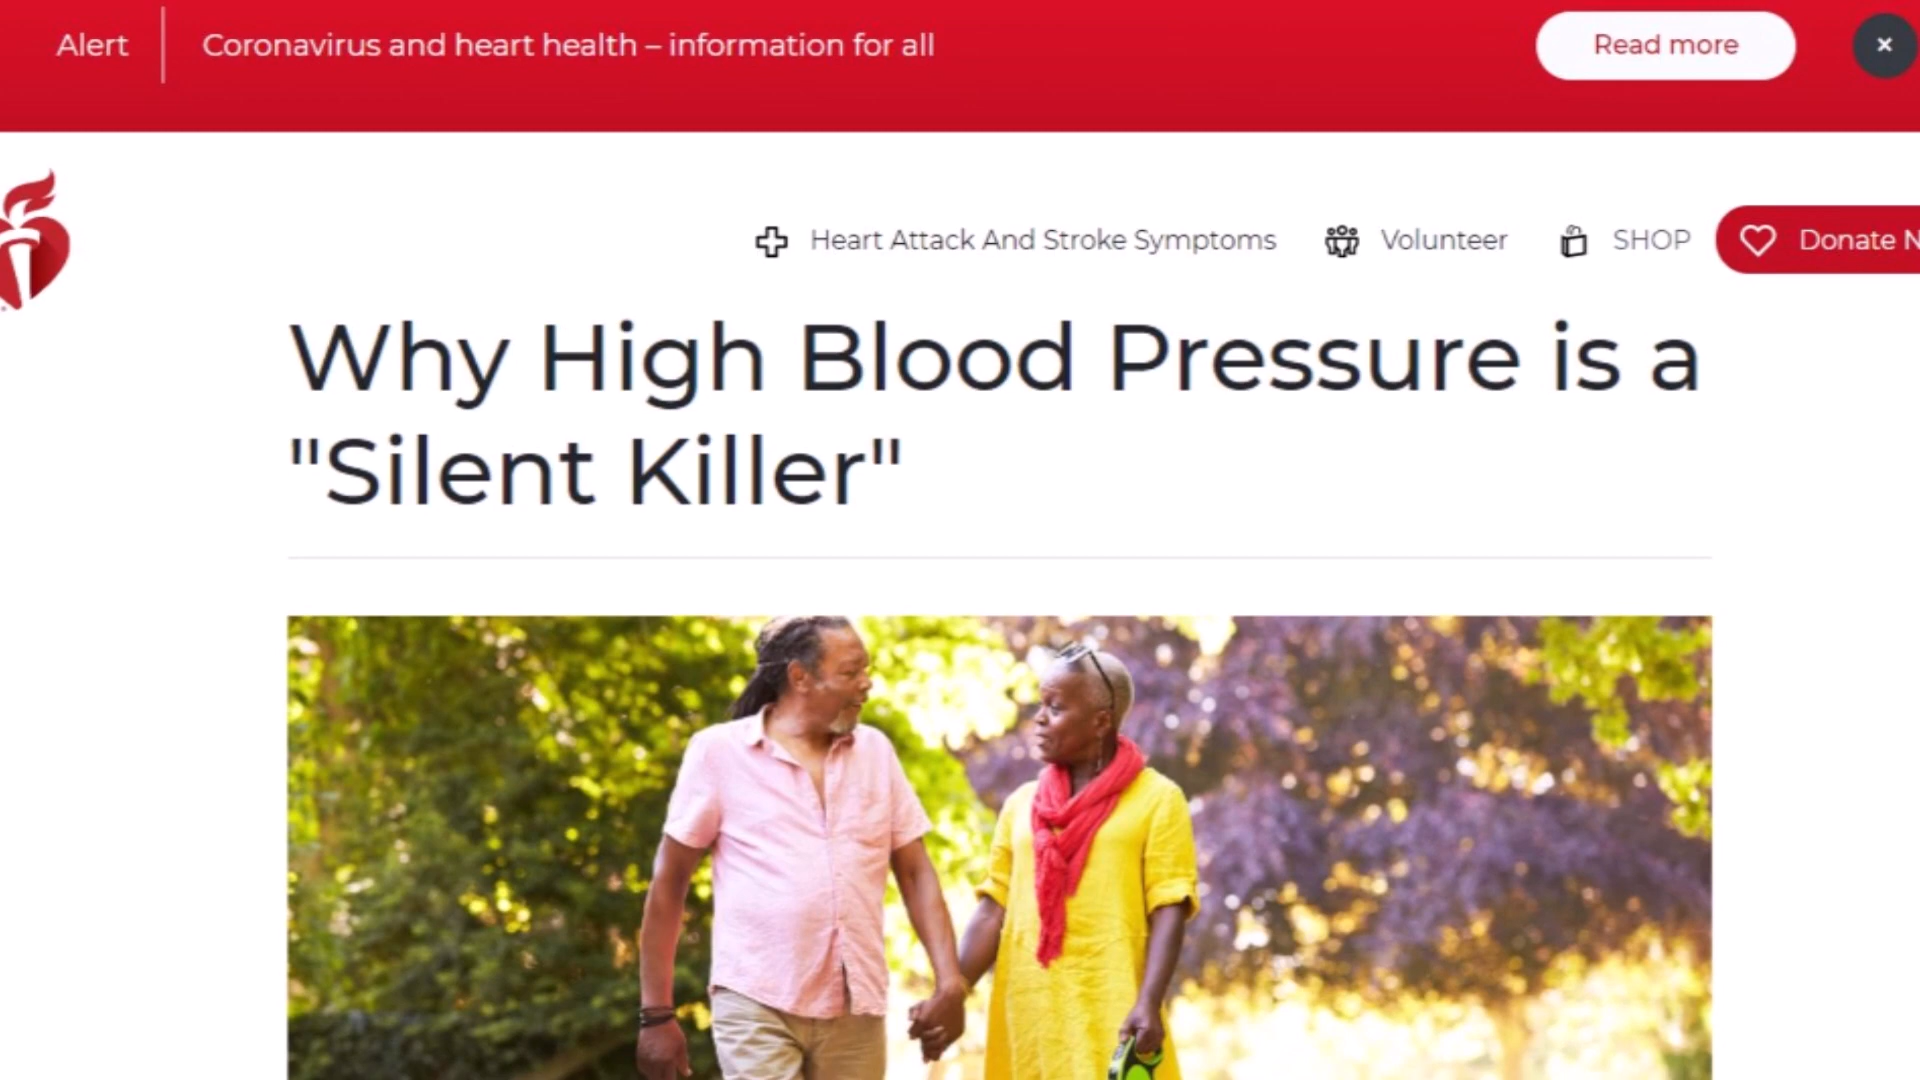 Alert
Coronavirus and heart health – information for all
Read more
Heart Attack And Stroke Symptoms
Volunteer
SHOP
Donate N
Why High Blood Pressure is a
"Silent Killer"